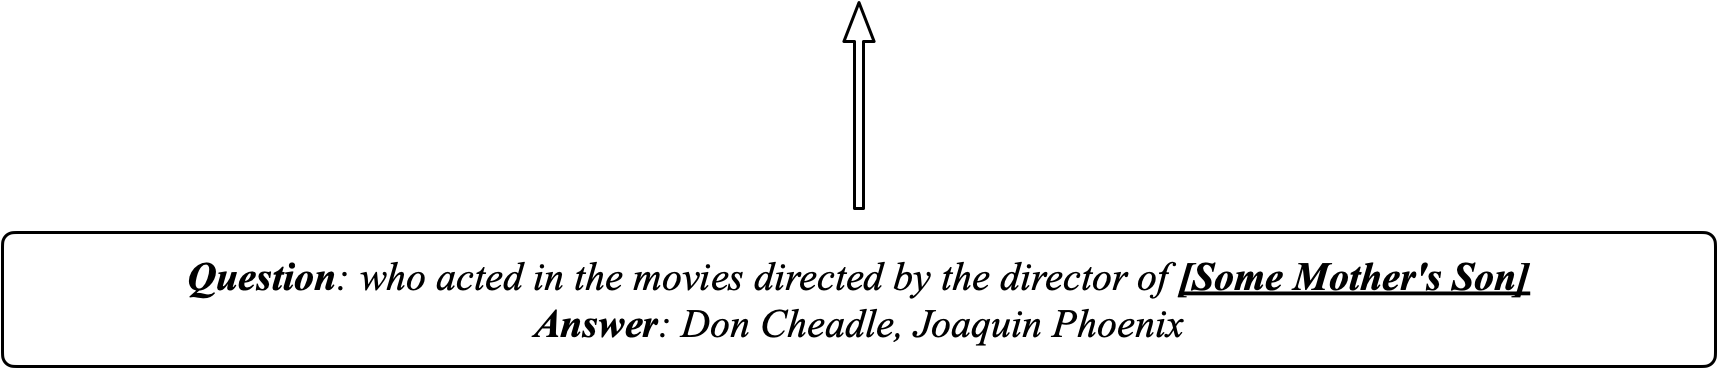 Question: who acted in the movies directed by the director of [Some Mother's Son]
Answer: Don Cheadle, Joaquin Phoenix